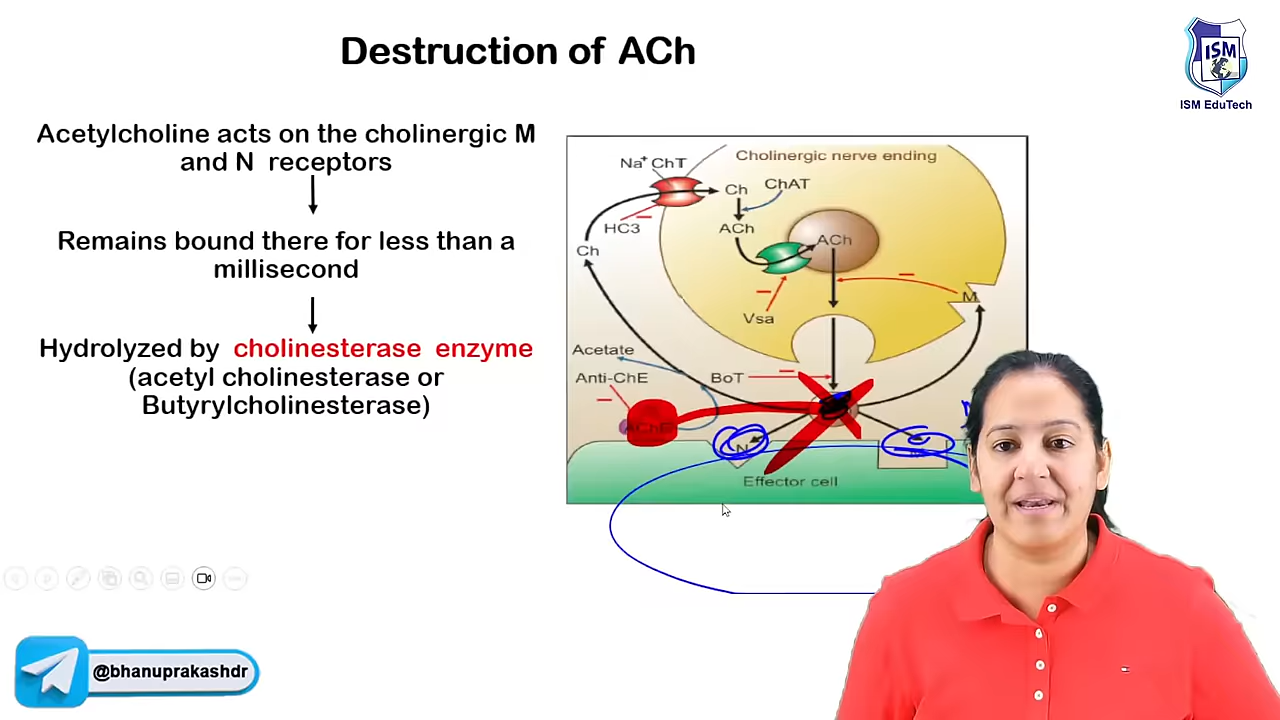 Destruction of ACh
ISM
ISM EduTech
Acetylcholine acts on the cholinergic M
and N receptors
Remains bound there for less than a
millisecond
Hydrolyzed by cholinesterase enzyme
(acetyl cholinesterase or
Butyrylcholinesterase)
Cholinergic nerve ending
Na+ ChT
Ch
ChAT
HC3
ACh
ACh
Ch
Vsa
M
Acetate
Anti-ChE
BoT
AChE
N
Effector cell
@bhanuprakashdr